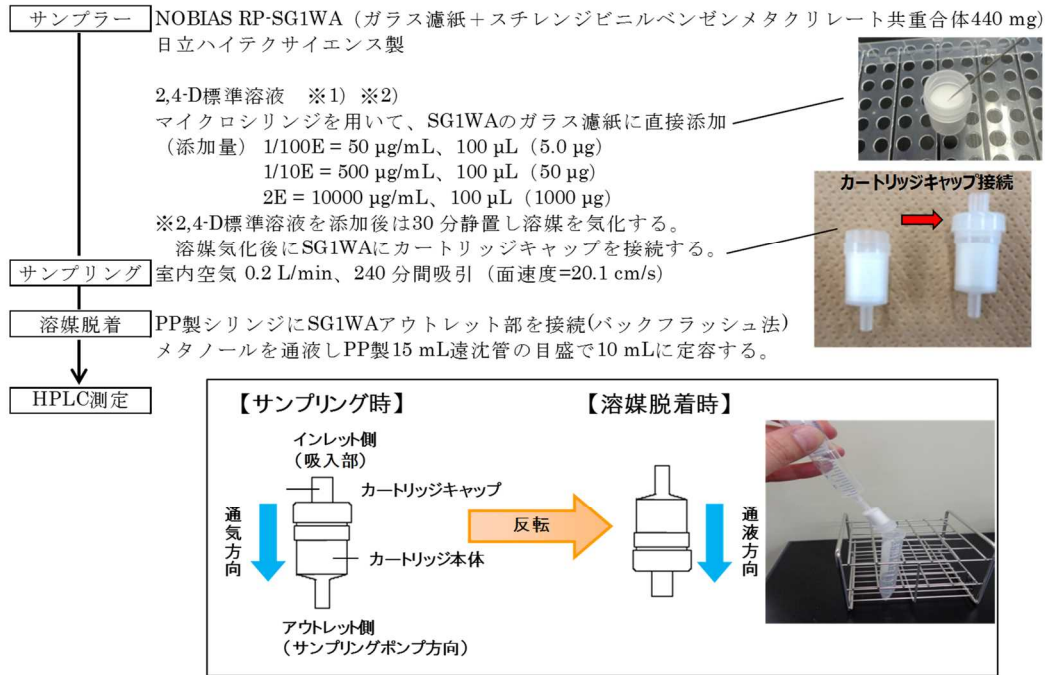 サンプラー
NOBIAS RP-SG1WA（ガラス濾紙＋スチレンジビニルベンゼンメタクリレート共重合体440 mg）
日立ハイテクサイエンス製
2,4-D標準溶液　※1）※2）
マイクロシリンジを用いて、SG1WAのガラス濾紙に直接添加
（添加量） 1/100E = 50 µg/mL、100 µL（5.0 µg）
1/10E = 500 µg/mL、100 µL（50 µg）
2E = 10000 µg/mL、100 µL（1000 µg）
※2,4-D標準溶液を添加後は30 分静置し溶媒を気化する。
溶媒気化後にSG1WAにカートリッジキャップを接続する。
カートリッジキャップ接続
サンプリング
室内空気 0.2 L/min、240 分間吸引（面速度=20.1 cm/s）
溶媒脱着
PP製シリンジにSG1WAアウトレット部を接続(バックフラッシュ法)
メタノールを通液しPP製15 mL遠沈管の目盛で10 mLに定容する。
HPLC測定
【サンプリング時】
インレット側
（吸入部）
カートリッジキャップ
通気方向
カートリッジ本体
アウトレット側
（サンプリングポンプ方向）
反転
【溶媒脱着時】
通液方向